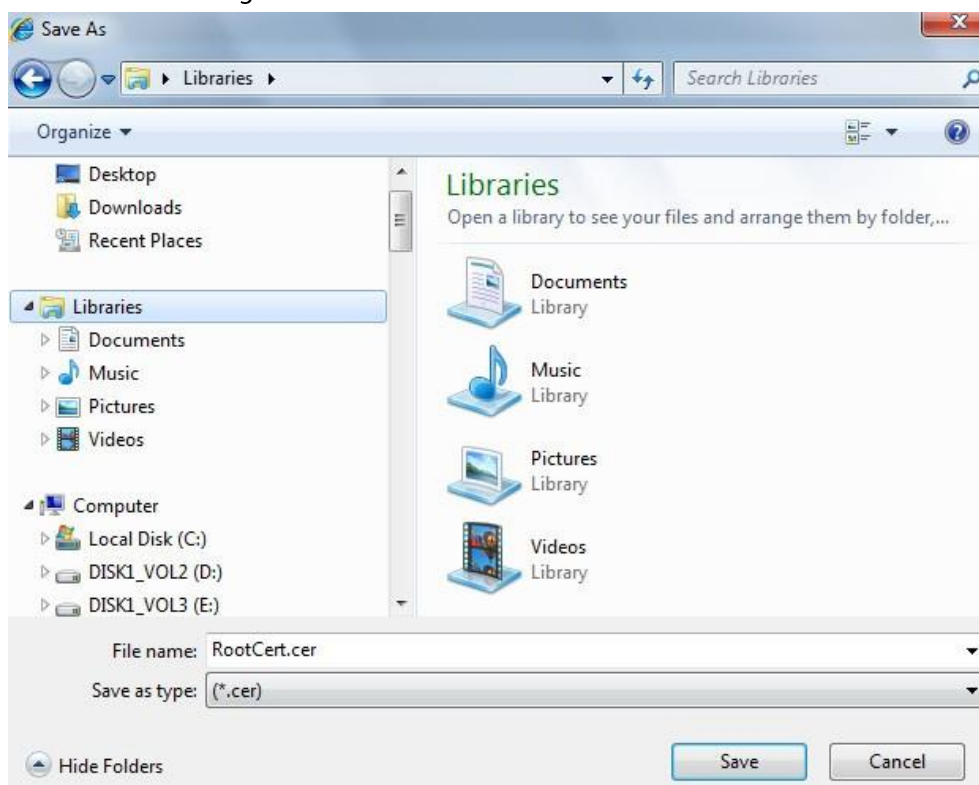 Save As
Libraries
Search Libraries
Organize
Desktop
Downloads
Recent Places
Libraries
Documents
Music
Pictures
Videos
Computer
Local Disk (C:)
DISK1_VOL2 (D:)
DISK1_VOL3 (E:)
Libraries
Open a library to see your files and arrange them by folder,...
Documents
Library
Music
Library
Pictures
Library
Videos
Library
File name: RootCert.cer
Save as type: (*.cer)
Hide Folders
Save
Cancel